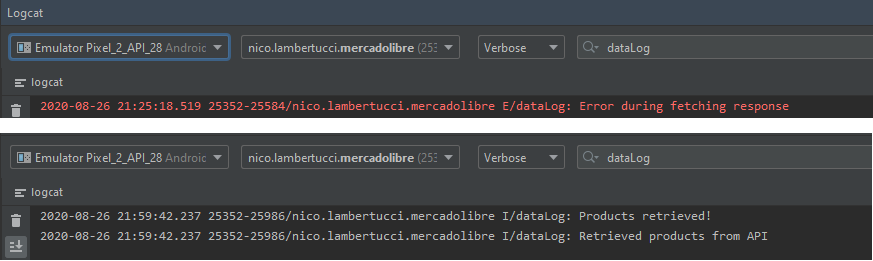 Logcat
Emulator Pixel_2_API_28 Android
nico.lambertucci.mercadolibre (253
Verbose
dataLog
logcat
2020-08-26 21:25:18.519 25352-25584/nico.lambertucci.mercadolibre E/dataLog: Error during fetching response
Emulator Pixel_2_API_28 Android
nico.lambertucci.mercadolibre (253
Verbose
dataLog
logcat
2020-08-26 21:59:42.237 25352-25986/nico.lambertucci.mercadolibre I/dataLog: Products retrieved!
2020-08-26 21:59:42.237 25352-25986/nico.lambertucci.mercadolibre I/dataLog: Retrieved products from API